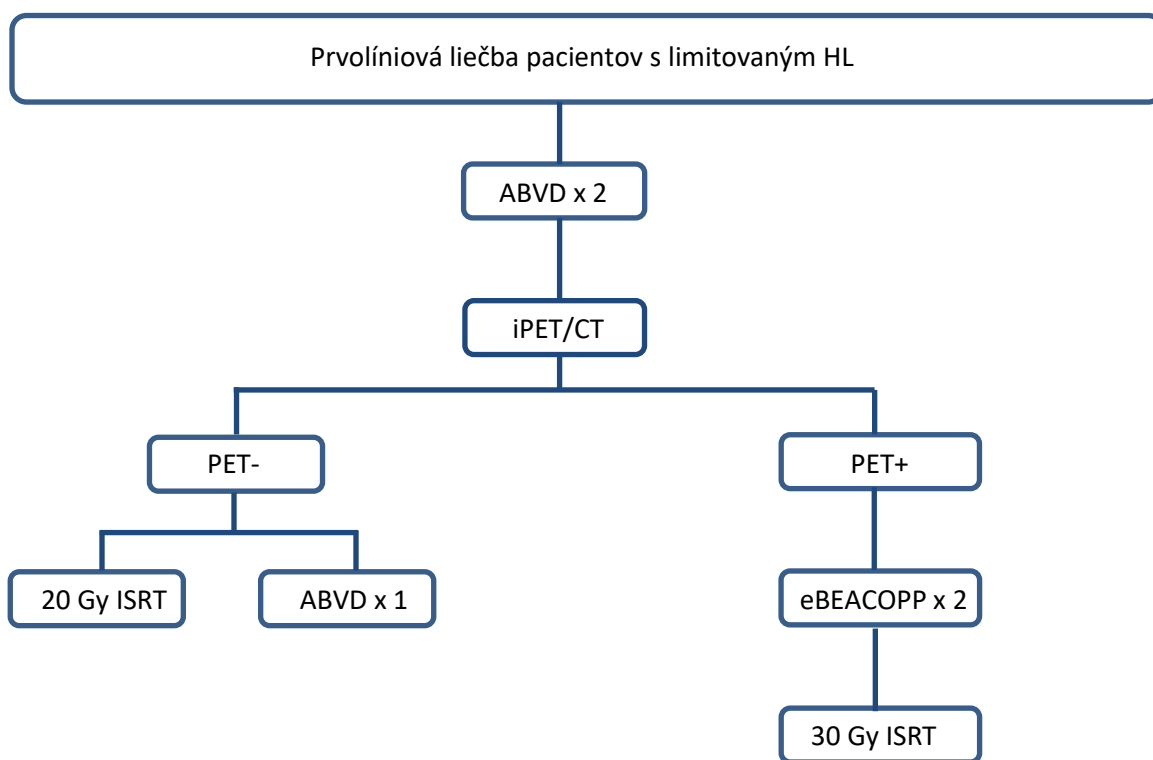 Prvolíniová liečba pacientov s limitovaným HL
ABVD x 2
iPET/CT
PET-
PET+
20 Gy ISRT
ABVD x 1
eBEACOPP x 2
30 Gy ISRT